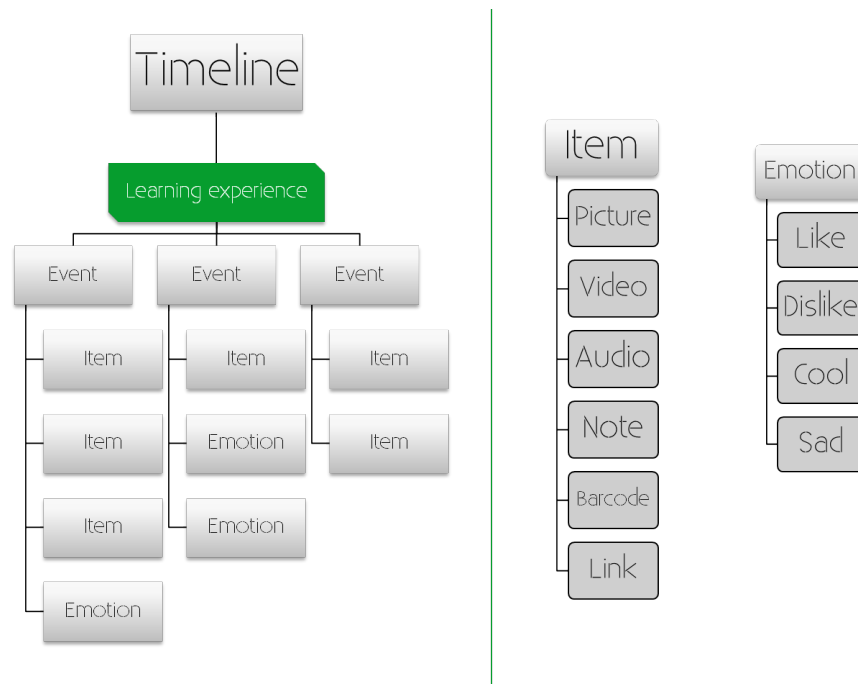 Timeline
Learning experience
Event
Event
Event
Item
Item
Item
Item
Emotion
Item
Item
Emotion
Emotion
Item
Picture
Video
Audio
Note
Barcode
Link
Emotion
Like
Dislike
Cool
Sad